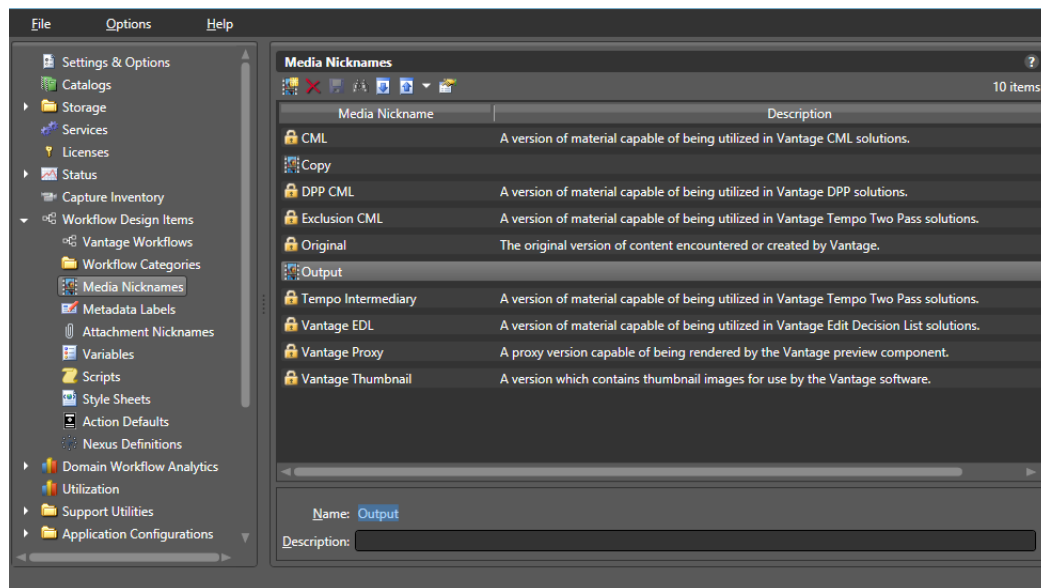 File Options Help
Settings & Options
Catalogs
Storage
Services
Licenses
Status
Capture Inventory
Workflow Design Items
Vantage Workflows
Workflow Categories
Media Nicknames
Metadata Labels
Attachment Nicknames
Variables
Scripts
Style Sheets
Action Defaults
Nexus Definitions
Domain Workflow Analytics
Utilization
Support Utilities
Application Configurations
Media Nicknames ?
10 items
Media Nickname Description
CML A version of material capable of being utilized in Vantage CML solutions.
Copy
DPP CML A version of material capable of being utilized in Vantage DPP solutions.
Exclusion CML A version of material capable of being utilized in Vantage Tempo Two Pass solutions.
Original The original version of content encountered or created by Vantage.
Output
Tempo Intermediary A version of material capable of being utilized in Vantage Tempo Two Pass solutions.
Vantage EDL A version of material capable of being utilized in Vantage Edit Decision List solutions.
Vantage Proxy A proxy version capable of being rendered by the Vantage preview component.
Vantage Thumbnail A version which contains thumbnail images for use by the Vantage software.
Name: Output
Description: